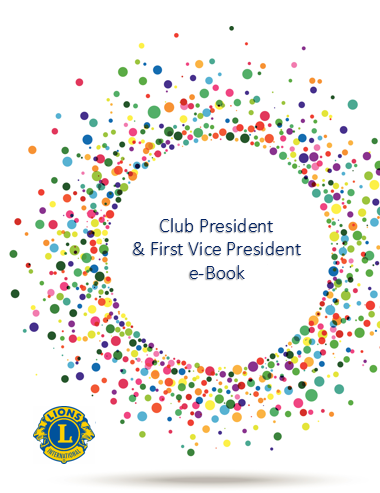 Club President
& First Vice President
e-Book
LIONS
L
INTERNATIONAL